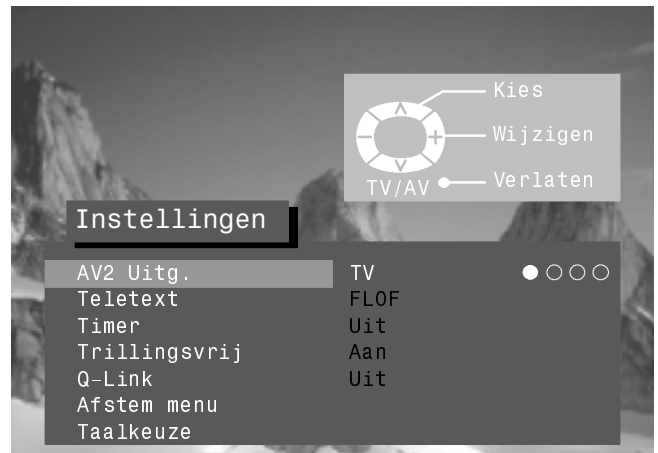 Kies
Wijzigen
TV/AV Verlaten
Instellingen
AV2 Uitg. TV
Teletext FLOF
Timer Uit
Trillingsvrij Aan
Q-Link Uit
Afstem menu
Taalkeuze